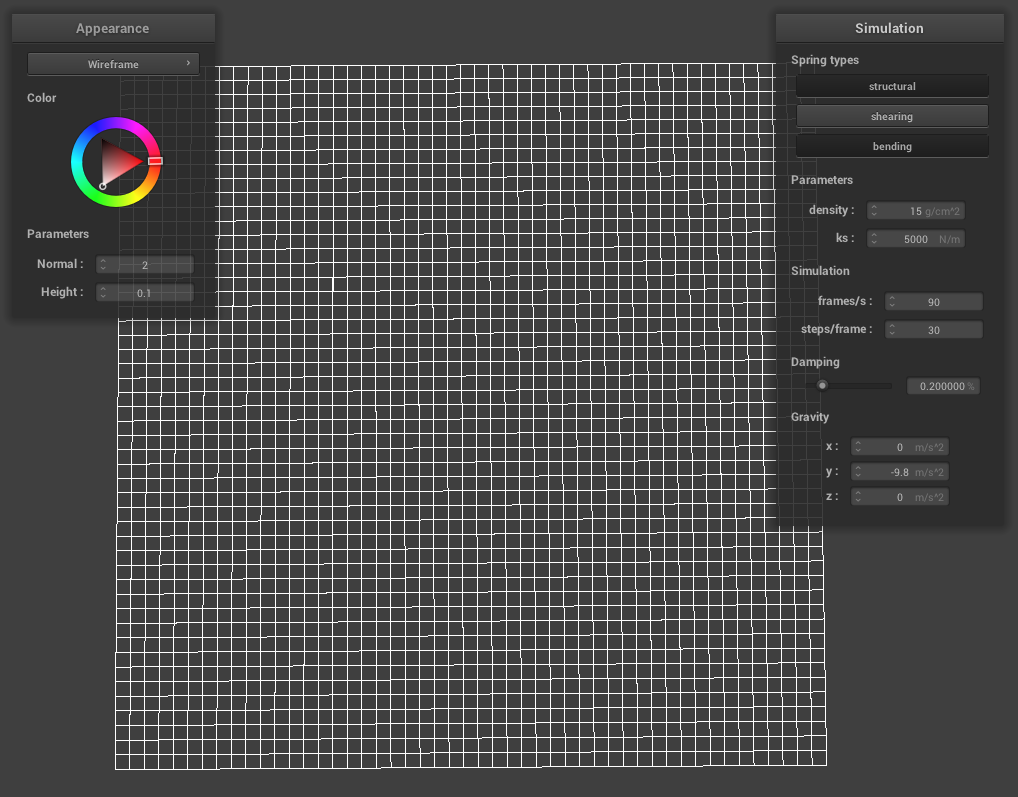 Appearance
Wireframe
Color
Parameters
Normal : 2
Height : 0.1
Simulation
Spring types
structural
shearing
bending
Parameters
density : 15 g/cm^2
ks : 5000 N/m
Simulation
frames/s : 90
steps/frame : 30
Damping
0.200000 %
Gravity
x : 0 m/s^2
y : -9.8 m/s^2
z : 0 m/s^2